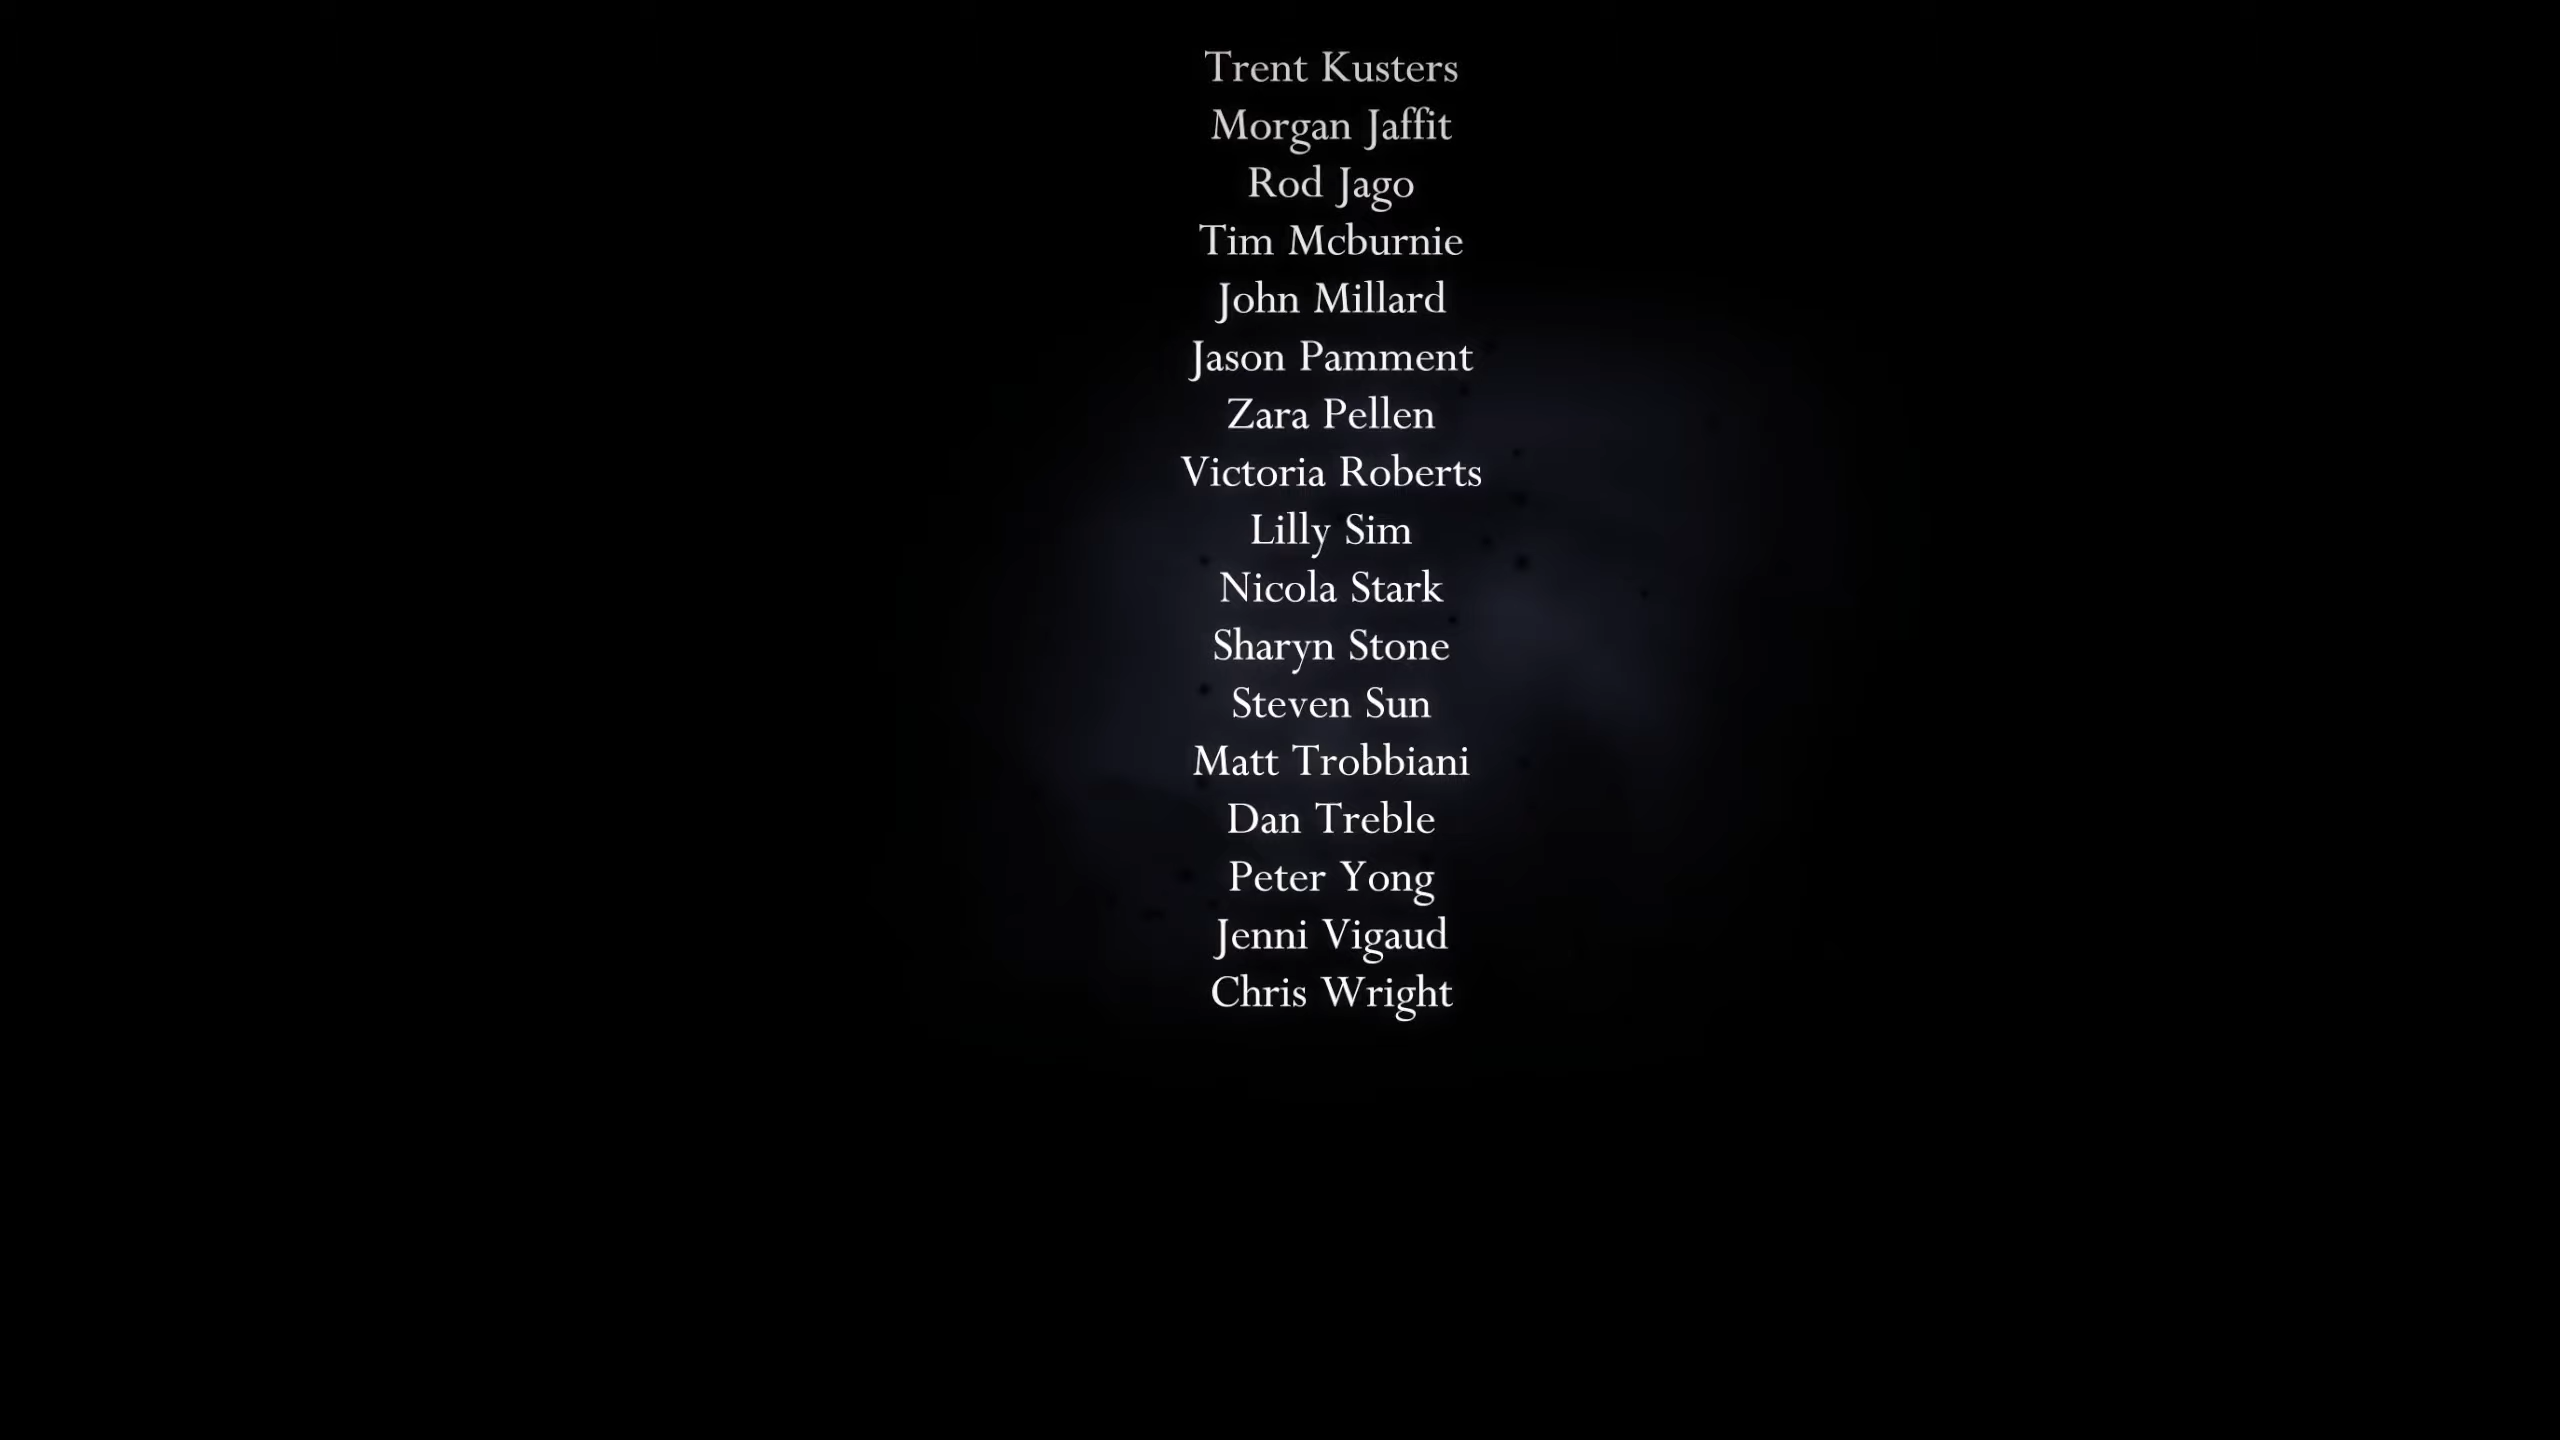 Trent Kusters
Morgan Jaffit
Rod Jago
Tim Mcburnie
John Millard
Jason Pamment
Zara Pellen
Victoria Roberts
Lilly Sim
Nicola Stark
Sharyn Stone
Steven Sun
Matt Trobbiani
Dan Treble
Peter Yong
Jenni Vigaud
Chris Wright